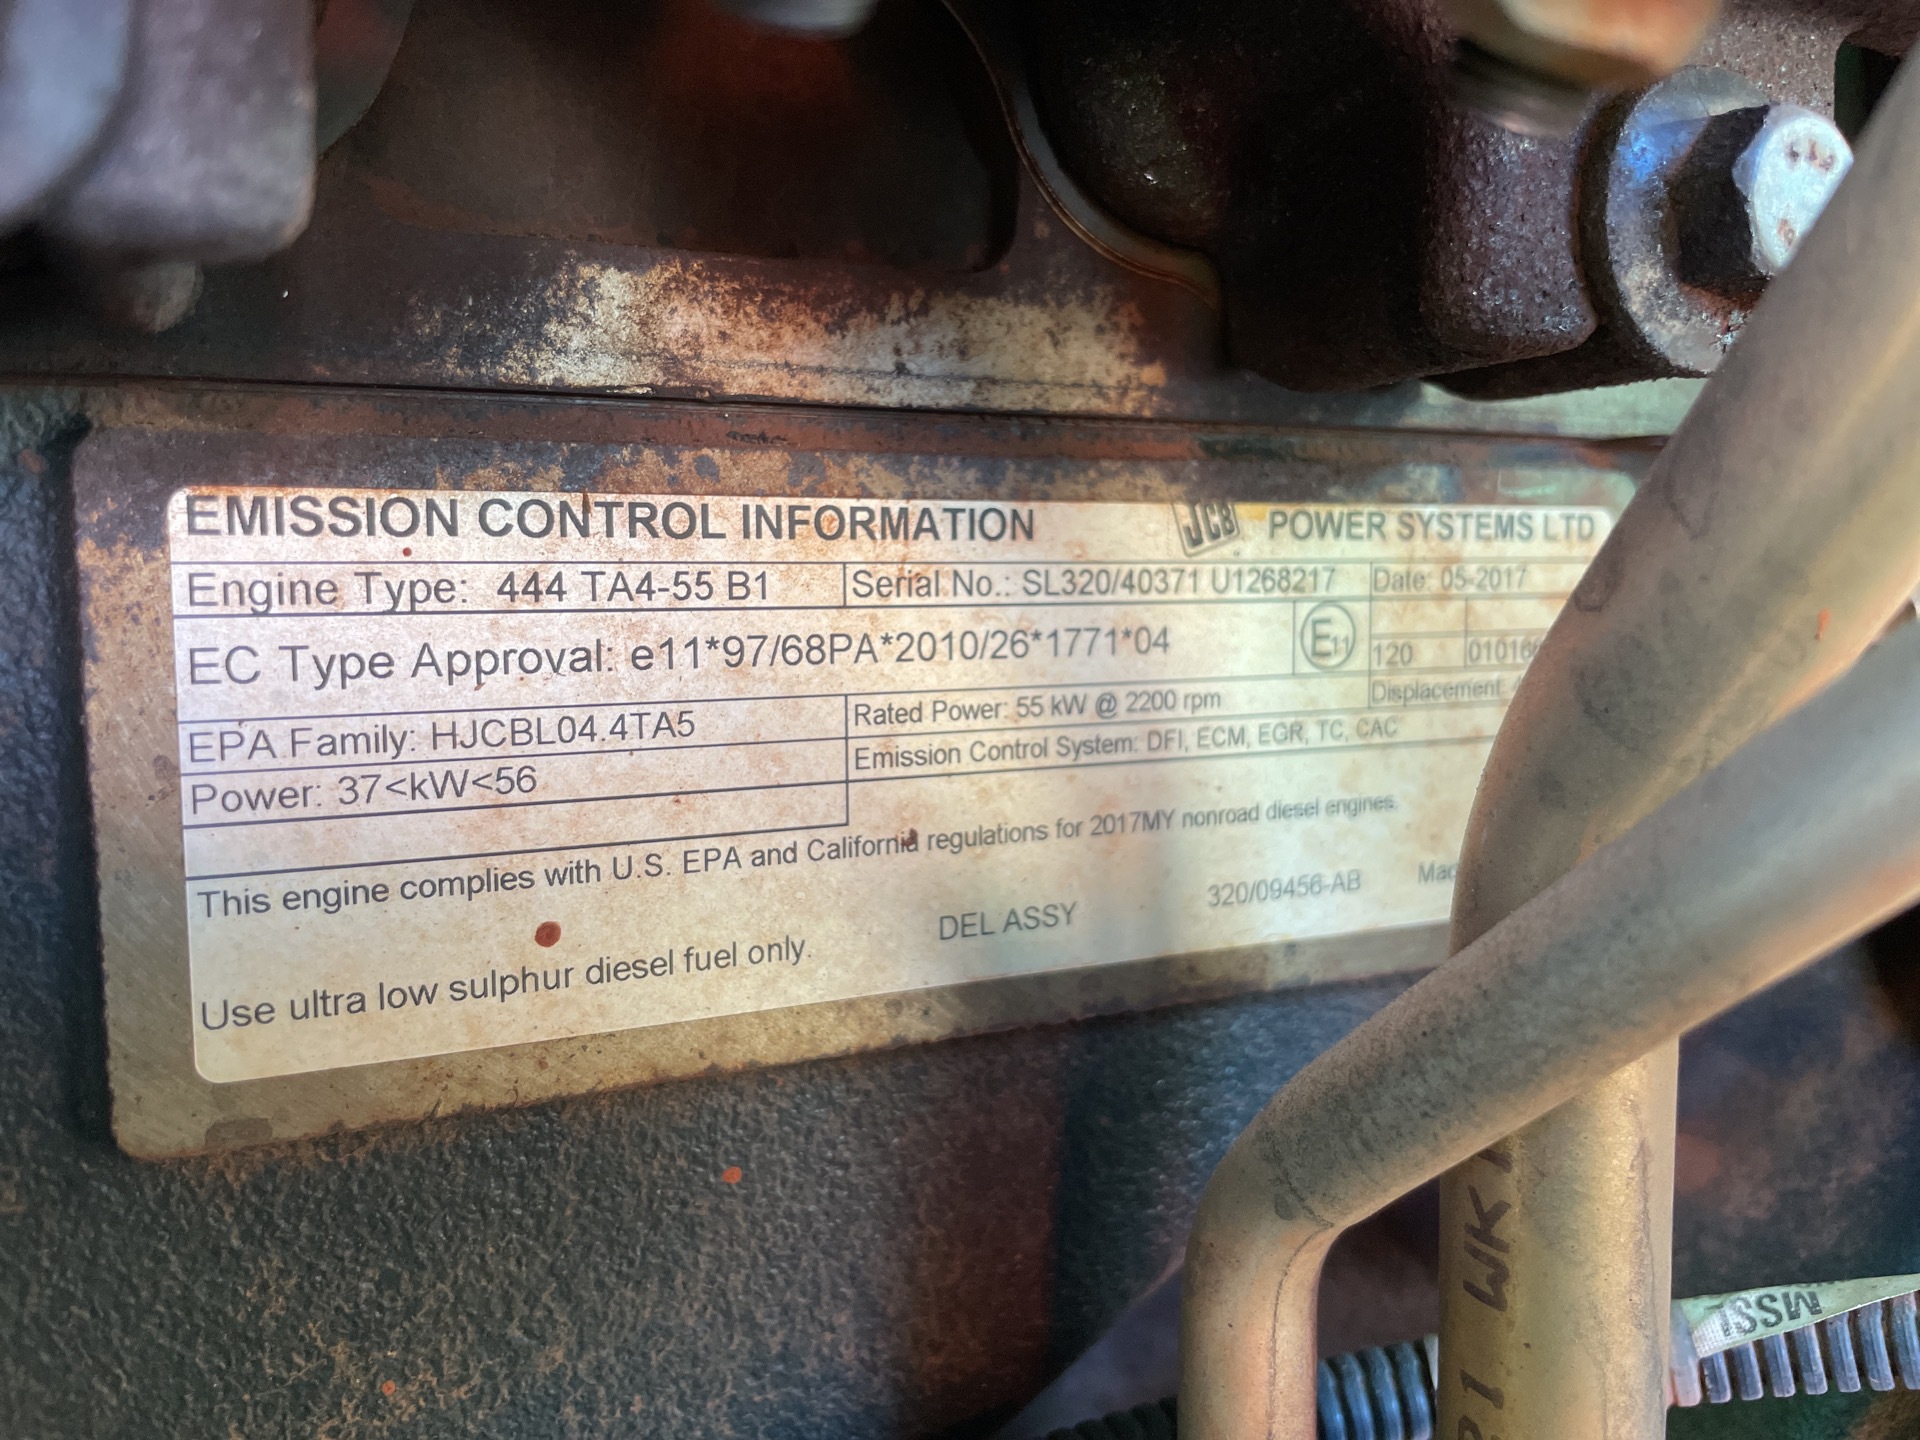 EMISSION CONTROL INFORMATION JCB POWER SYSTEMS LTD
Engine Type: 444 TA4-55 B1 Serial No.: SL320/40371 U1268217 Date: 05-2017
EC Type Approval: e11*97/68PA*2010/26*1771*04 E11 120
EPA Family: HJCBL04.4TA5 Rated Power: 55 kW @ 2200 rpm Displacement
Power: 37<kW<56 Emission Control System: DFI, ECM, EGR, TC, CAC
This engine complies with U.S. EPA and California regulations for 2017MY nonroad diesel engines.
Use ultra low sulphur diesel fuel only. DEL ASSY 320/09456-AB
WK
MSSL